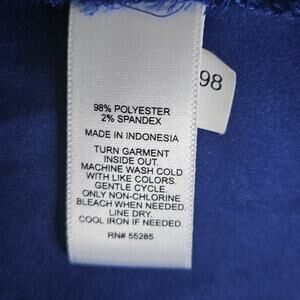 98% POLYESTER
2% SPANDEX
MADE IN INDONESIA
TURN GARMENT
INSIDE OUT.
MACHINE WASH COLD
WITH LIKE COLORS.
GENTLE CYCLE.
ONLY NON-CHLORINE
BLEACH WHEN NEEDED.
LINE DRY.
COOL IRON IF NEEDED
RN# 55285
98